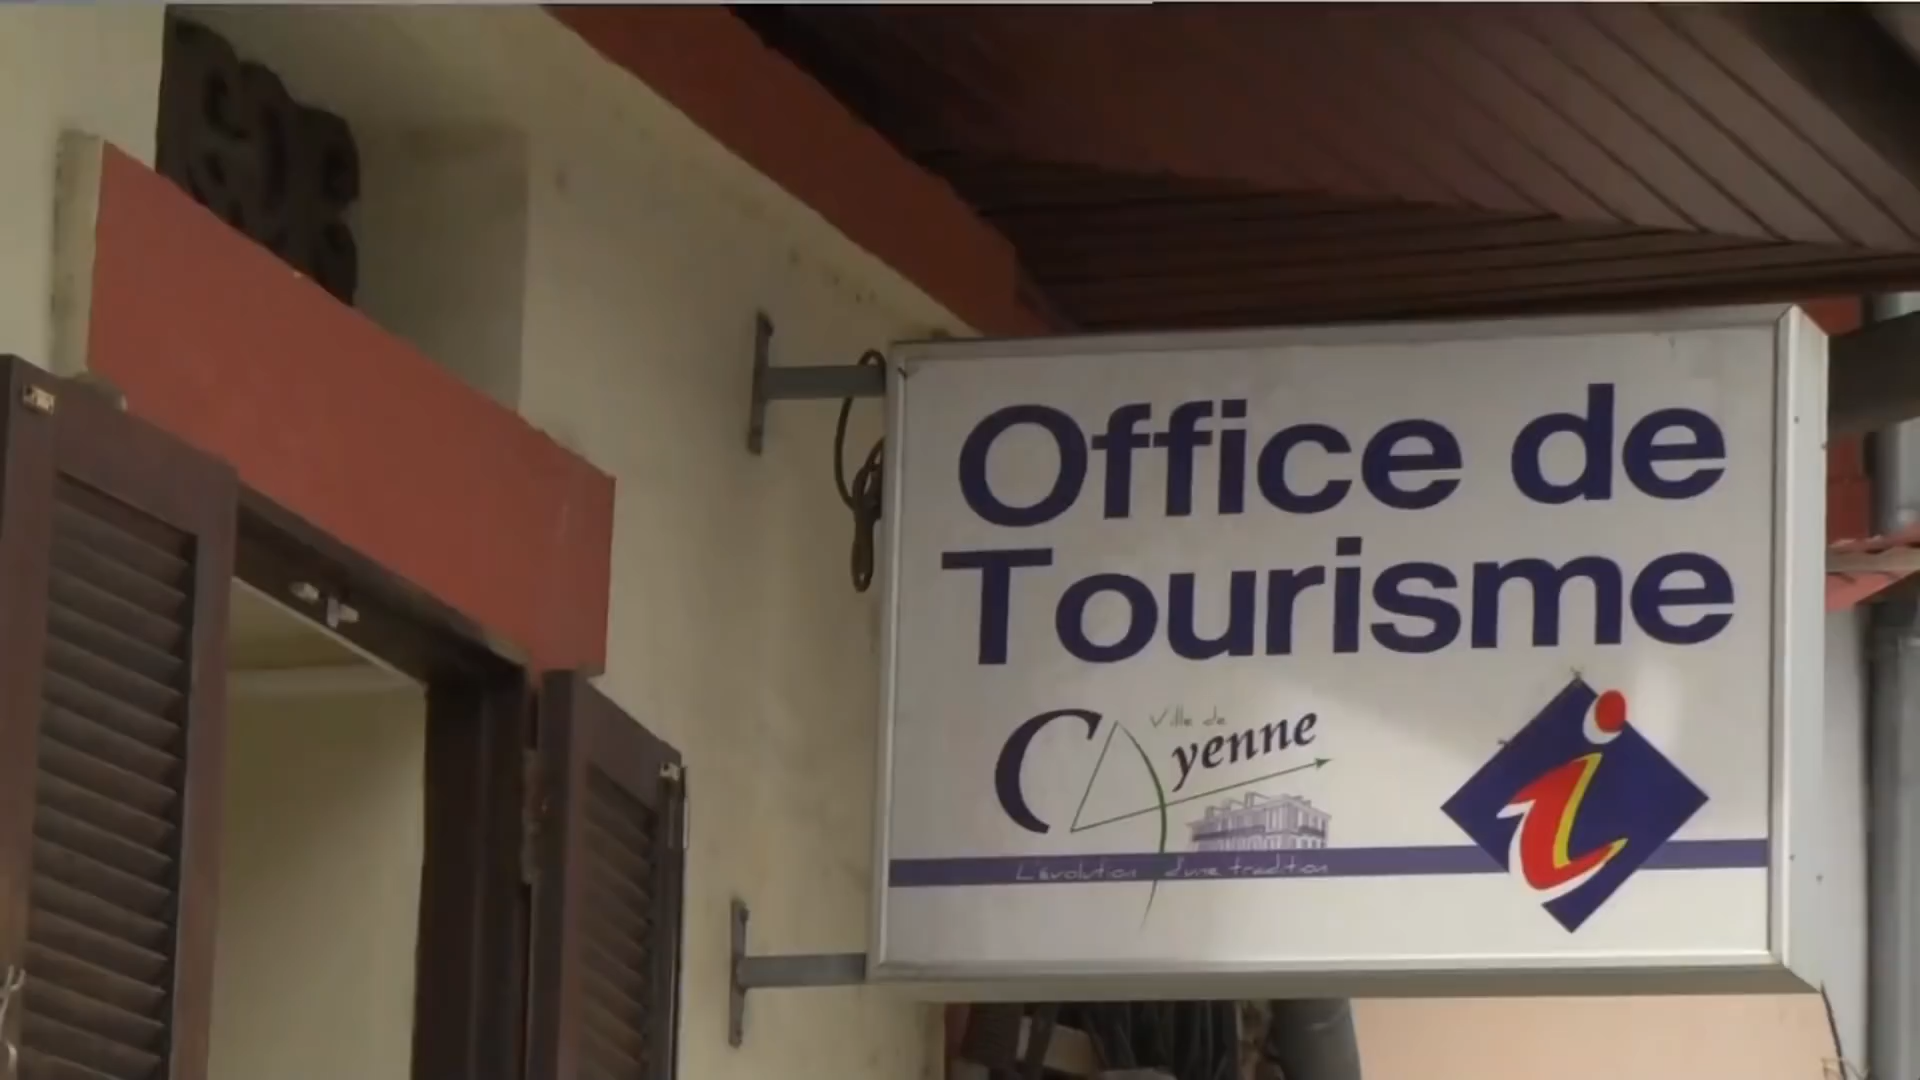 Office de
Tourisme
Ville de
Cayenne
L'évolution d'une tradition
i